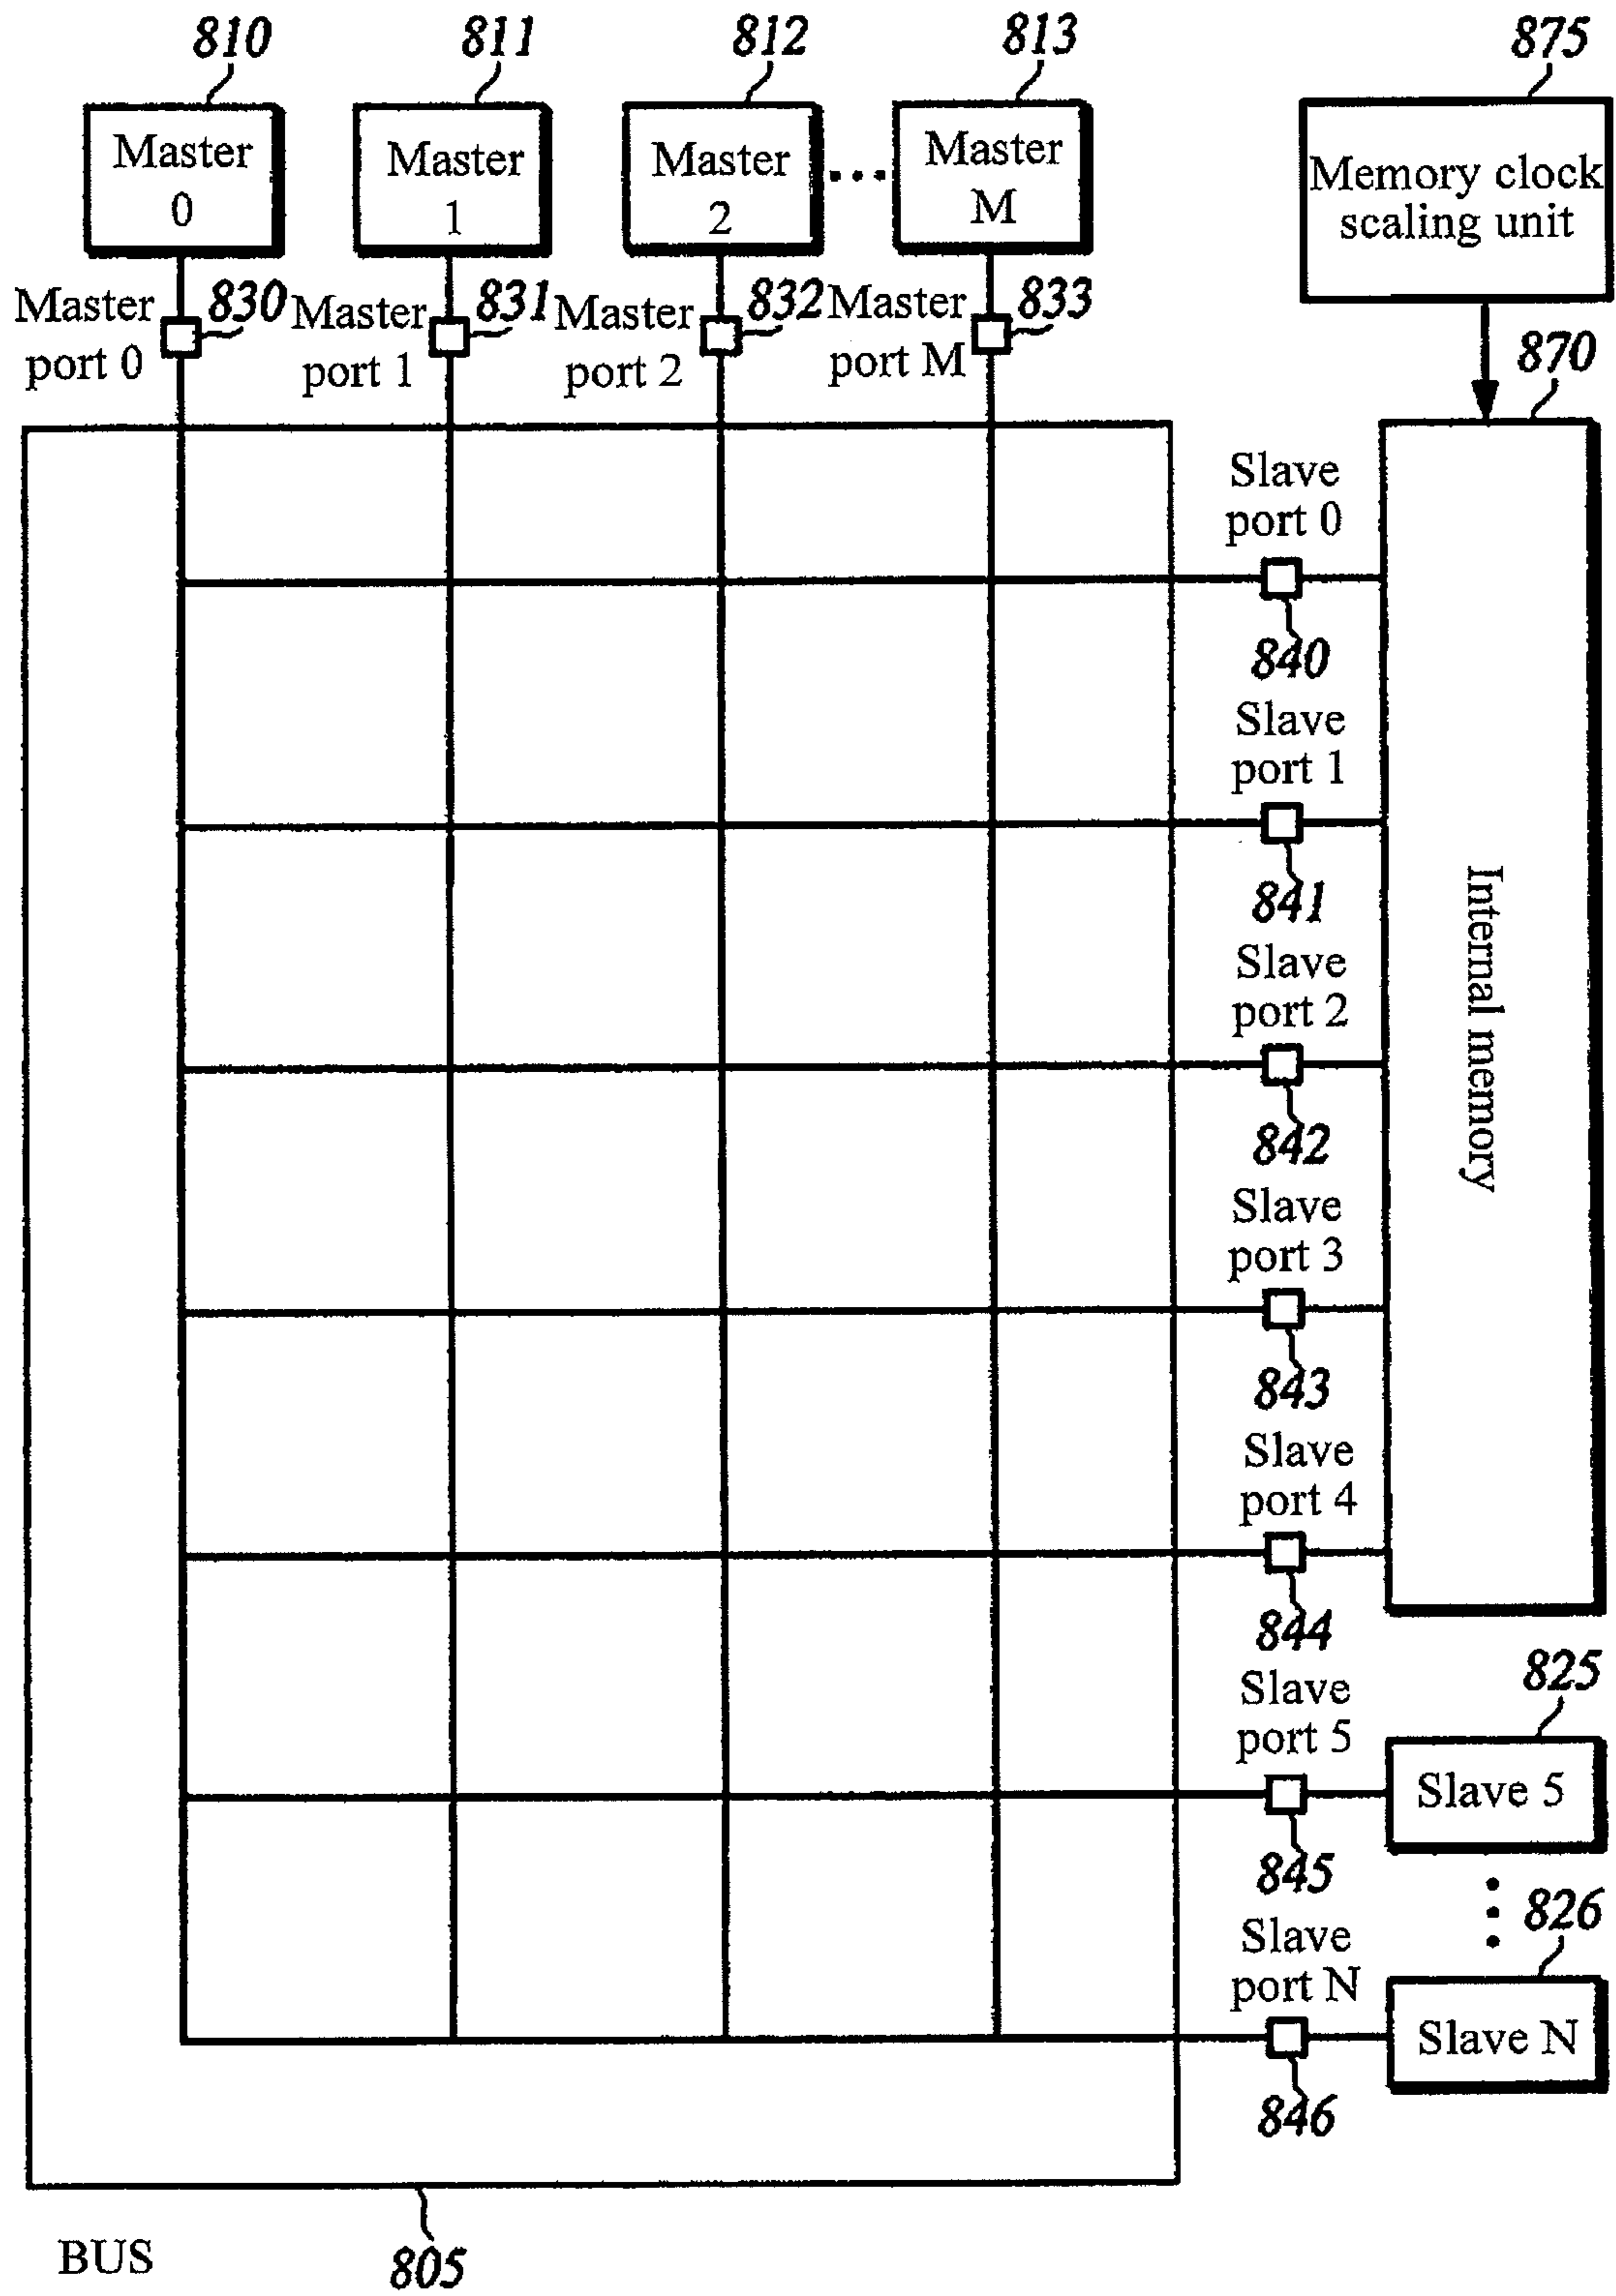 810
811
812
813
875
Master
0
Master
1
Master
2
...
Master
M
Memory clock
scaling unit
Master
port 0
830
Master
port 1
831
Master
port 2
832
Master
port M
833
870
Slave
port 0
840
Slave
port 1
841
Slave
port 2
842
Slave
port 3
843
Slave
port 4
844
Internal memory
Slave
port 5
845
825
Slave 5
826
Slave
port N
846
Slave N
BUS
805